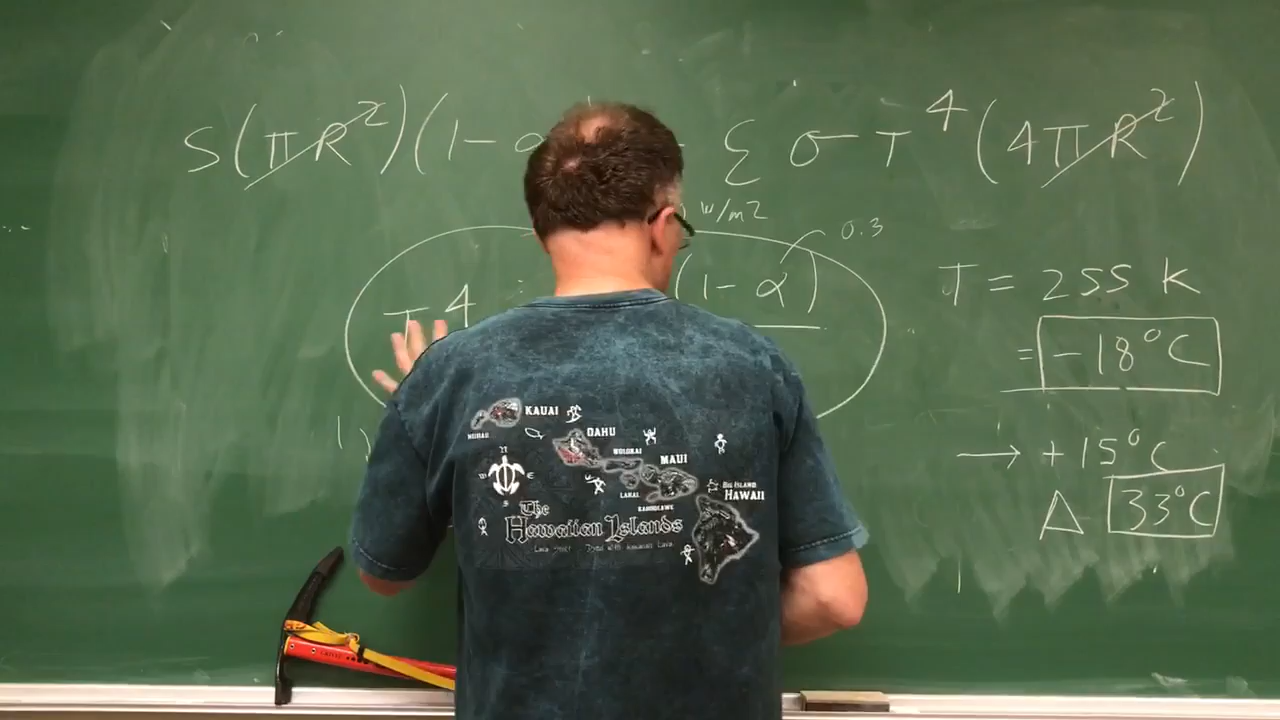 S(πR²)(1-α εσT⁴(4πR²)
W/m2
0.3
T⁴ (1-α)
T = 255 K
= -18°C
→ +15°C
Δ 33°C
1)
KAUAI
NIIHAU
OAHU
MOLOKAI
MAUI
LANAI
KAHOOLAWE
BIG ISLAND
HAWAII
N
W E
S
The
Hawaiian Islands